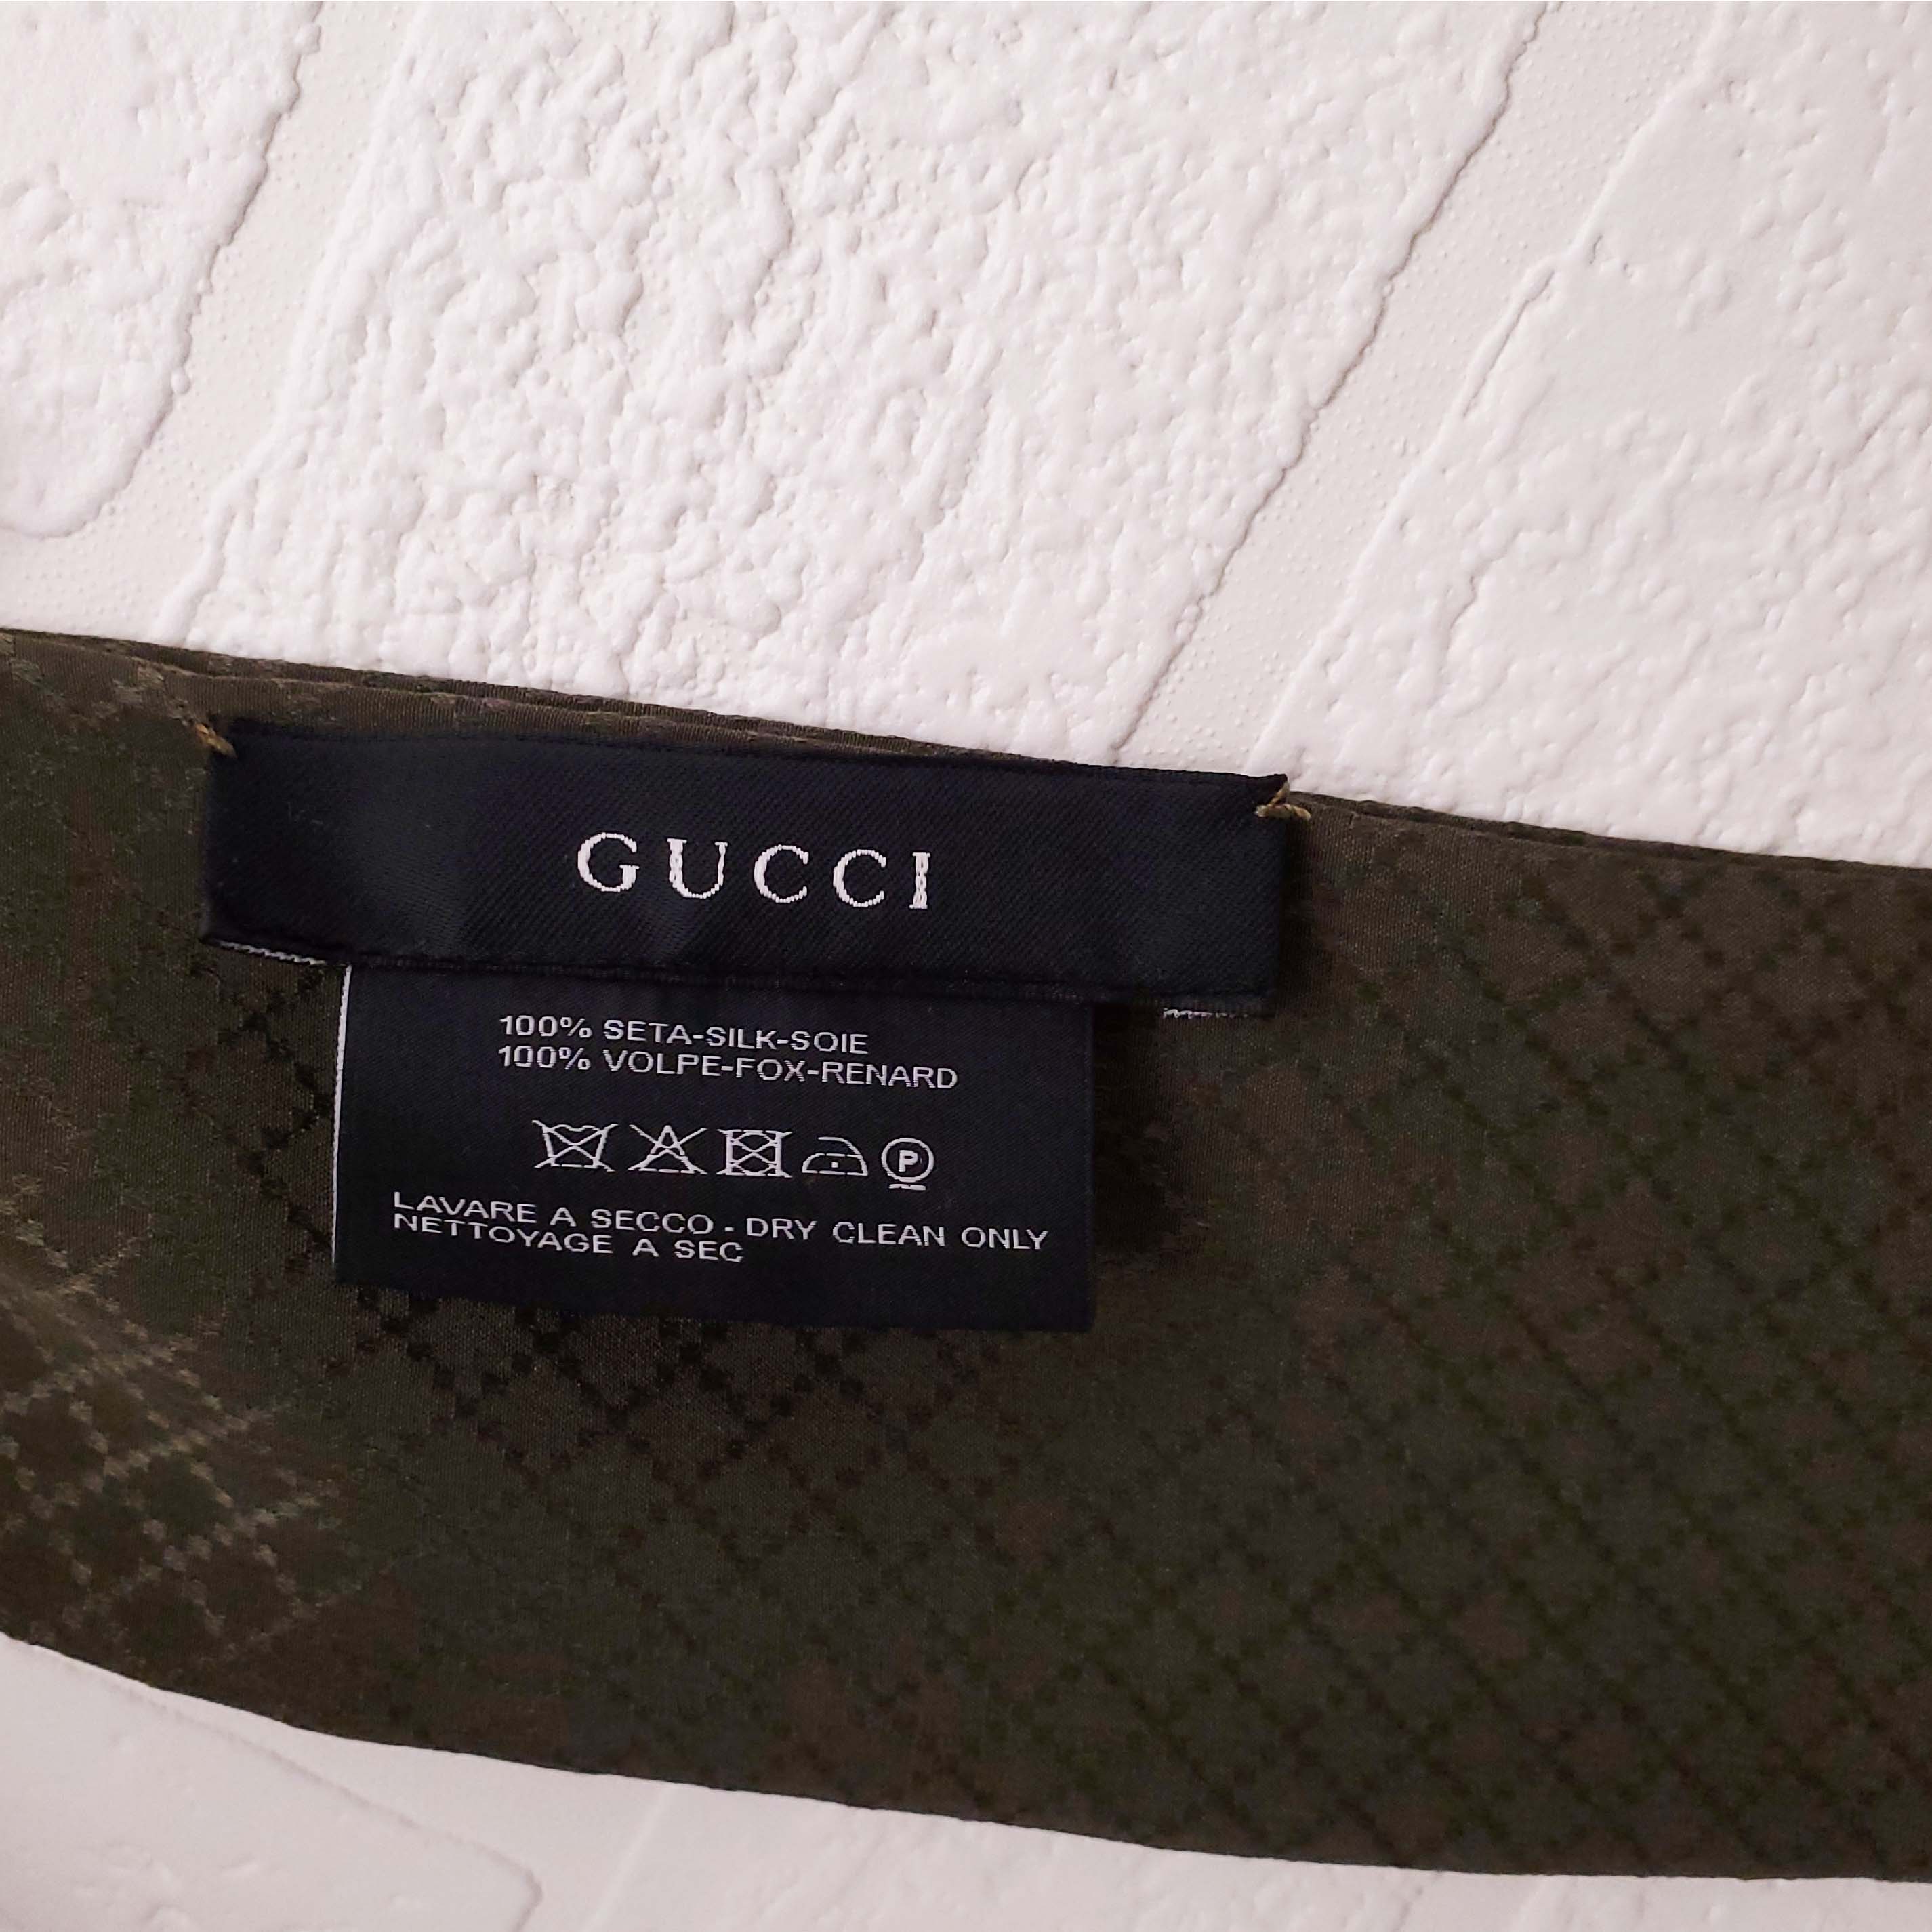 GUCCI
100% SETA-SILK-SOIE
100% VOLPE-FOX-RENARD
P
LAVARE A SECCO - DRY CLEAN ONLY
NETTOYAGE A SEC